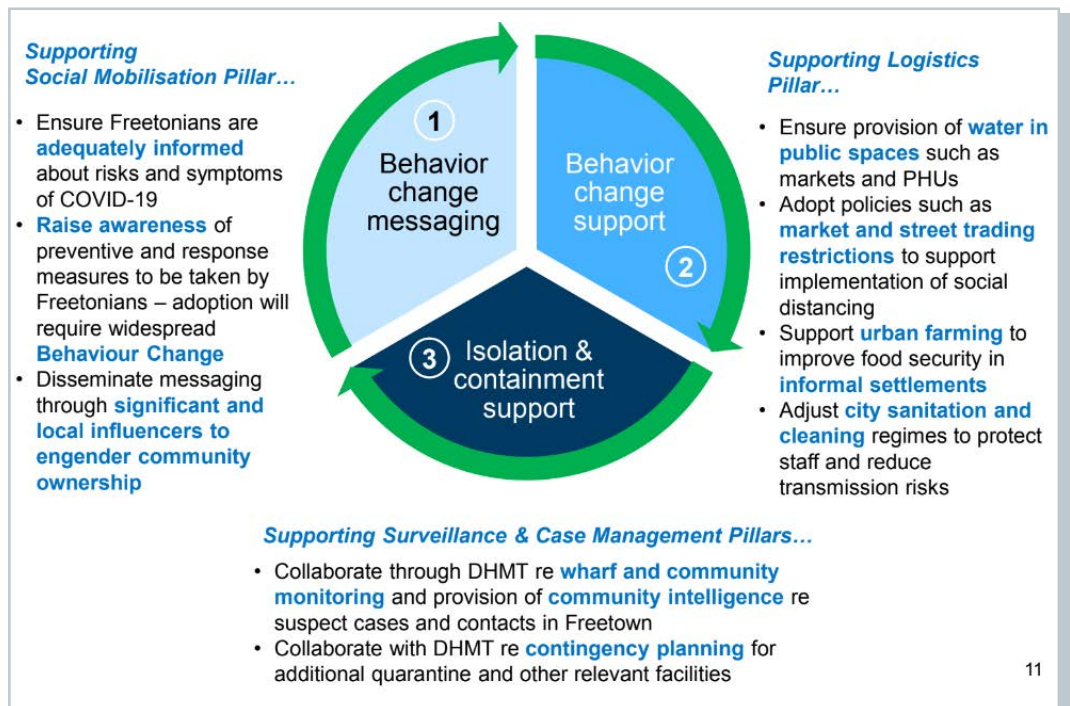 Supporting
Social Mobilisation Pillar…
• Ensure Freetonians are
adequately informed
about risks and symptoms
of COVID-19
• Raise awareness of
preventive and response
measures to be taken by
Freetonians – adoption will
require widespread
Behaviour Change
• Disseminate messaging
through significant and
local influencers to
engender community
ownership
1
Behavior
change
messaging
Behavior
change
support
2
3
Isolation &
containment
support
Supporting Logistics
Pillar…
• Ensure provision of water in
public spaces such as
markets and PHUs
• Adopt policies such as
market and street trading
restrictions to support
implementation of social
distancing
• Support urban farming to
improve food security in
informal settlements
• Adjust city sanitation and
cleaning regimes to protect
staff and reduce
transmission risks
Supporting Surveillance & Case Management Pillars…
• Collaborate through DHMT re wharf and community
monitoring and provision of community intelligence re
suspect cases and contacts in Freetown
• Collaborate with DHMT re contingency planning for
additional quarantine and other relevant facilities
11